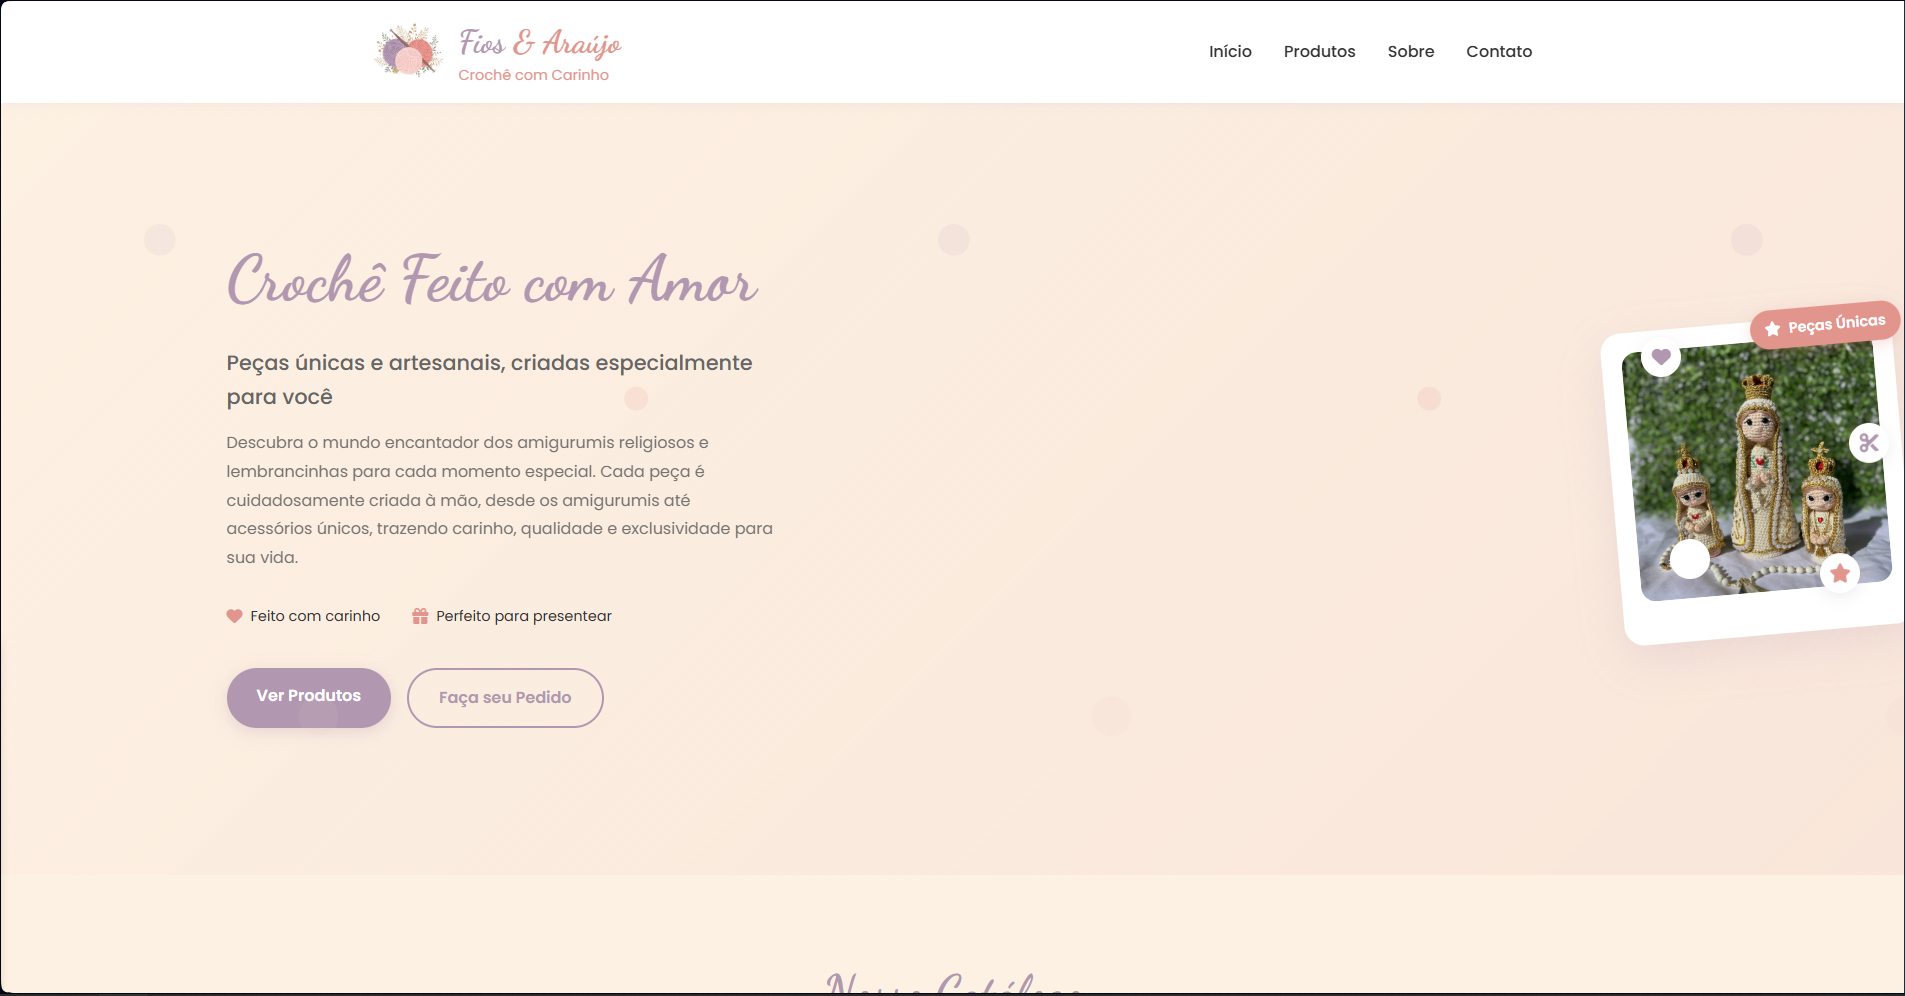 Fios & Araújo
Crochê com Carinho
Início
Produtos
Sobre
Contato
Crochê Feito com Amor
Peças únicas e artesanais, criadas especialmente
para você
Descubra o mundo encantador dos amigurumis religiosos e
lembrancinhas para cada momento especial. Cada peça é
cuidadosamente criada à mão, desde os amigurumis até
acessórios únicos, trazendo carinho, qualidade e exclusividade para
sua vida.
Feito com carinho
Perfeito para presentear
Ver Produtos
Faça seu Pedido
Peças Únicas